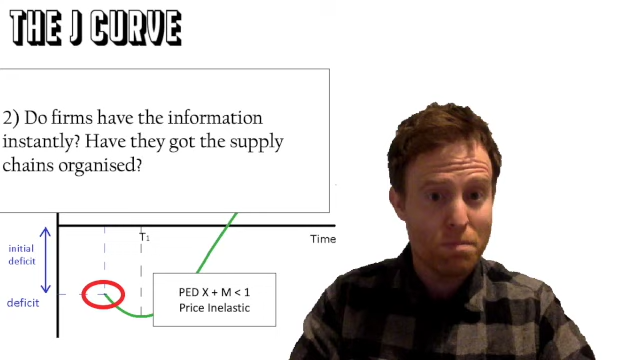 THE J CURVE
2) Do firms have the information
instantly? Have they got the supply
chains organised?
T1
Time
initial
deficit
deficit
PED X + M < 1
Price Inelastic